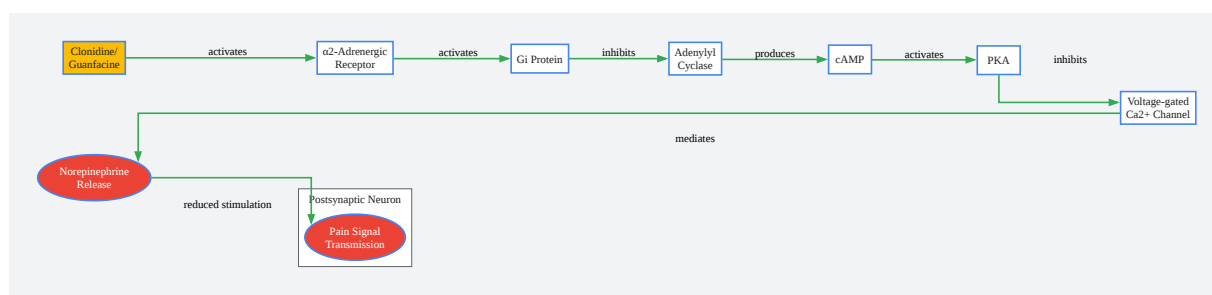 Clonidine/
Guanfacine
activates
α2-Adrenergic
Receptor
activates
Gi Protein
inhibits
Adenylyl
Cyclase
produces
cAMP
activates
PKA
inhibits
Voltage-gated
Ca2+ Channel
mediates
Norepinephrine
Release
reduced stimulation
Postsynaptic Neuron
Pain Signal
Transmission